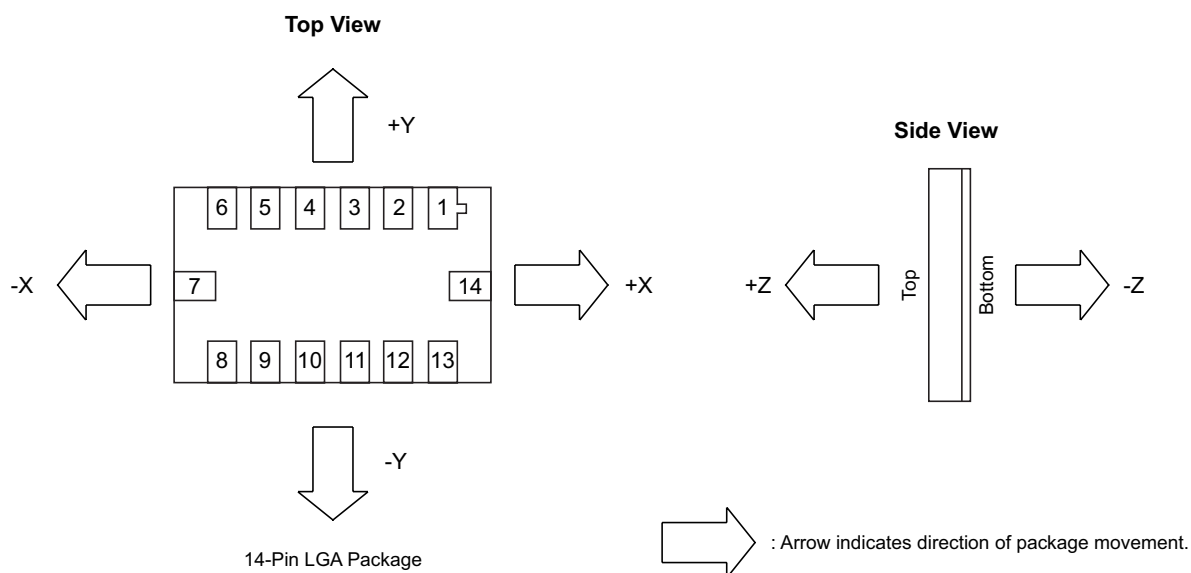 Top View
+Y
Side View
6 5 4 3 2 1
-X
7
14
+X
+Z
Top
Bottom
-Z
8 9 10 11 12 13
-Y
14-Pin LGA Package
: Arrow indicates direction of package movement.